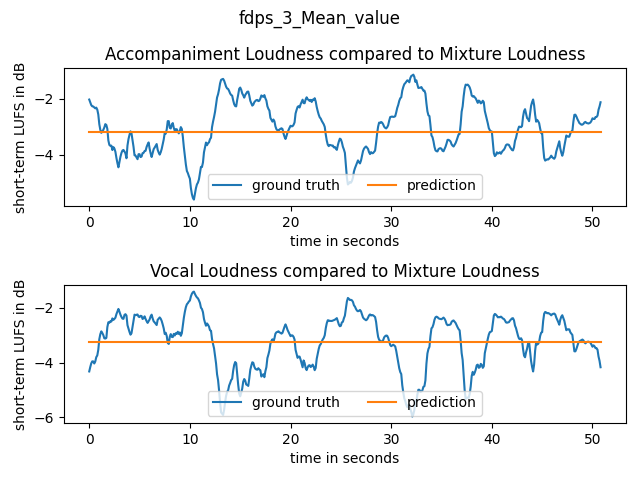 fdps_3_Mean_value
Accompaniment Loudness compared to Mixture Loudness
short-term LUFS in dB
−2
−4
ground truth
prediction
0 10 20 30 40 50
time in seconds
Vocal Loudness compared to Mixture Loudness
short-term LUFS in dB
−2
−4
−6
ground truth
prediction
0 10 20 30 40 50
time in seconds